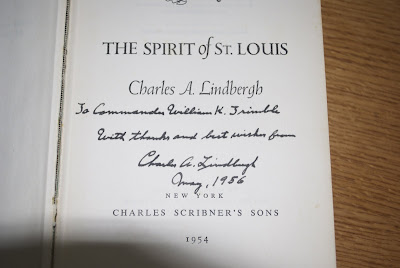 THE SPIRIT of ST. LOUIS
Charles A. Lindbergh
To Commander William K. Trimble
With thanks and best wishes from
Charles A. Lindbergh
May, 1956
NEW YORK
CHARLES SCRIBNER'S SONS
1954